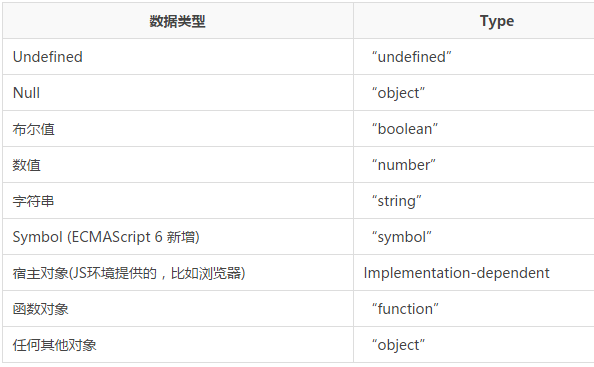 数据类型 Type
Undefined “undefined”
Null “object”
布尔值 “boolean”
数值 “number”
字符串 “string”
Symbol (ECMAScript 6 新增) “symbol”
宿主对象(JS环境提供的，比如浏览器) Implementation-dependent
函数对象 “function”
任何其他对象 “object”